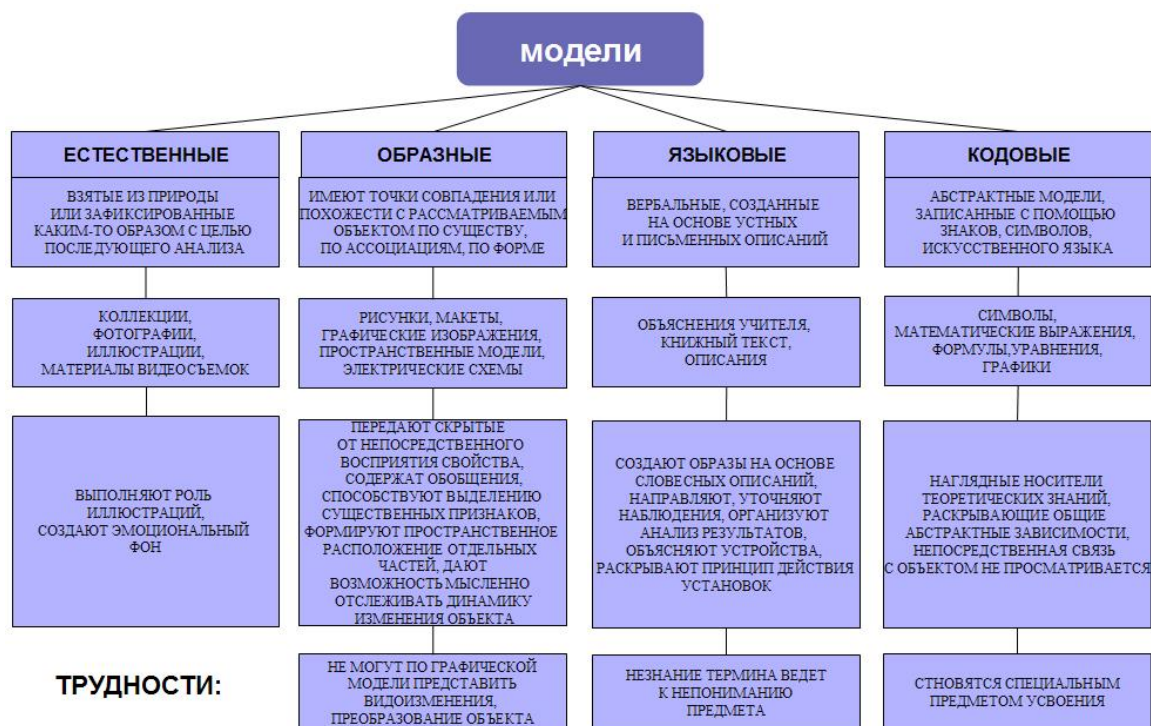 модели
ЕСТЕСТВЕННЫЕ
ВЗЯТЫЕ ИЗ ПРИРОДЫ
ИЛИ ЗАФИКСИРОВАННЫЕ
КАКИМ-ТО ОБРАЗОМ С ЦЕЛЬЮ
ПОСЛЕДУЮЩЕГО АНАЛИЗА
КОЛЛЕКЦИИ,
ФОТОГРАФИИ,
ИЛЛЮСТРАЦИИ,
МАТЕРИАЛЫ ВИДЕОСЪЕМОК
ВЫПОЛНЯЮТ РОЛЬ
ИЛЛЮСТРАЦИЙ,
СОЗДАЮТ ЭМОЦИОНАЛЬНЫЙ
ФОН
ОБРАЗНЫЕ
ИМЕЮТ ТОЧКИ СОВПАДЕНИЯ ИЛИ
ПОХОЖЕСТИ С РАССМАТРИВАЕМЫМ
ОБЪЕКТОМ ПО СУЩЕСТВУ,
ПО АССОЦИАЦИЯМ, ПО ФОРМЕ
РИСУНКИ, МАКЕТЫ,
ГРАФИЧЕСКИЕ ИЗОБРАЖЕНИЯ,
ПРОСТРАНСТВЕННЫЕ МОДЕЛИ,
ЭЛЕКТРИЧЕСКИЕ СХЕМЫ
ПЕРЕДАЮТ СКРЫТЫЕ
ОТ НЕПОСРЕДСТВЕННОГО
ВОСПРИЯТИЯ СВОЙСТВА,
СОДЕРЖАТ ОБОБЩЕНИЯ,
СПОСОБСТВУЮТ ВЫДЕЛЕНИЮ
СУЩЕСТВЕННЫХ ПРИЗНАКОВ,
ФОРМИРУЮТ ПРОСТРАНСТВЕННОЕ
РАСПОЛОЖЕНИЕ ОТДЕЛЬНЫХ
ЧАСТЕЙ, ДАЮТ
ВОЗМОЖНОСТЬ МЫСЛЕННО
ОТСЛЕЖИВАТЬ ДИНАМИКУ
ИЗМЕНЕНИЯ ОБЪЕКТА
ЯЗЫКОВЫЕ
ВЕРБАЛЬНЫЕ, СОЗДАННЫЕ
НА ОСНОВЕ УСТНЫХ
И ПИСЬМЕННЫХ ОПИСАНИЙ
ОБЪЯСНЕНИЯ УЧИТЕЛЯ,
КНИЖНЫЙ ТЕКСТ,
ОПИСАНИЯ
СОЗДАЮТ ОБРАЗЫ НА ОСНОВЕ
СЛОВЕСНЫХ ОПИСАНИЙ,
НАПРАВЛЯЮТ, УТОЧНЯЮТ
НАБЛЮДЕНИЯ, ОРГАНИЗУЮТ
АНАЛИЗ РЕЗУЛЬТАТОВ,
ОБЪЯСНЯЮТ УСТРОЙСТВА,
РАСКРЫВАЮТ ПРИНЦИП ДЕЙСТВИЯ
УСТАНОВОК
КОДОВЫЕ
АБСТРАКТНЫЕ МОДЕЛИ,
ЗАПИСАННЫЕ С ПОМОЩЬЮ
ЗНАКОВ, СИМВОЛОВ,
ИСКУССТВЕННОГО ЯЗЫКА
СИМВОЛЫ,
МАТЕМАТИЧЕСКИЕ ВЫРАЖЕНИЯ,
ФОРМУЛЫ,УРАВНЕНИЯ,
ГРАФИКИ
НАГЛЯДНЫЕ НОСИТЕЛИ
ТЕОРЕТИЧЕСКИХ ЗНАНИЙ,
РАСКРЫВАЮЩИЕ ОБЩИЕ
АБСТРАКТНЫЕ ЗАВИСИМОСТИ,
НЕПОСРЕДСТВЕННАЯ СВЯЗЬ
С ОБЪЕКТОМ НЕ ПРОСМАТРИВАЕТСЯ
ТРУДНОСТИ:
НЕ МОГУТ ПО ГРАФИЧЕСКОЙ
МОДЕЛИ ПРЕДСТАВИТЬ
ВИДОИЗМЕНЕНИЯ,
ПРЕОБРАЗОВАНИЕ ОБЪЕКТА
НЕЗНАНИЕ ТЕРМИНА ВЕДЕТ
К НЕПОНИМАНИЮ
ПРЕДМЕТА
СТНОВЯТСЯ СПЕЦИАЛЬНЫМ
ПРЕДМЕТОМ УСВОЕНИЯ